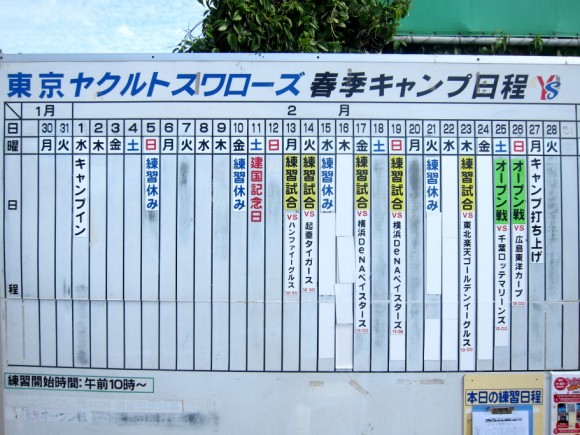 東京ヤクルトスワローズ 春季キャンプ日程 YS
1月 2月
日 30 31 1 2 3 4 5 6 7 8 9 10 11 12 13 14 15 16 17 18 19 20 21 22 23 24 25 26 27 28
曜 月 火 水 木 金 土 日 月 火 水 木 金 土 日 月 火 水 木 金 土 日 月 火 水 木 金 土 日 月 火
日程
キャンプイン
練習休み
練習休み
建国記念日
練習試合 VS ハンファイーグルス
練習試合 VS 起亜タイガース
練習休み
練習試合 VS 横浜DeNAベイスターズ
練習試合 VS 横浜DeNAベイスターズ
練習休み
練習試合 VS 東北楽天ゴールデンイーグルス
オープン戦 VS 千葉ロッテマリーンズ
オープン戦 VS 広島東洋カープ
キャンプ打ち上げ
練習開始時間:午前10時〜
本日の練習日程